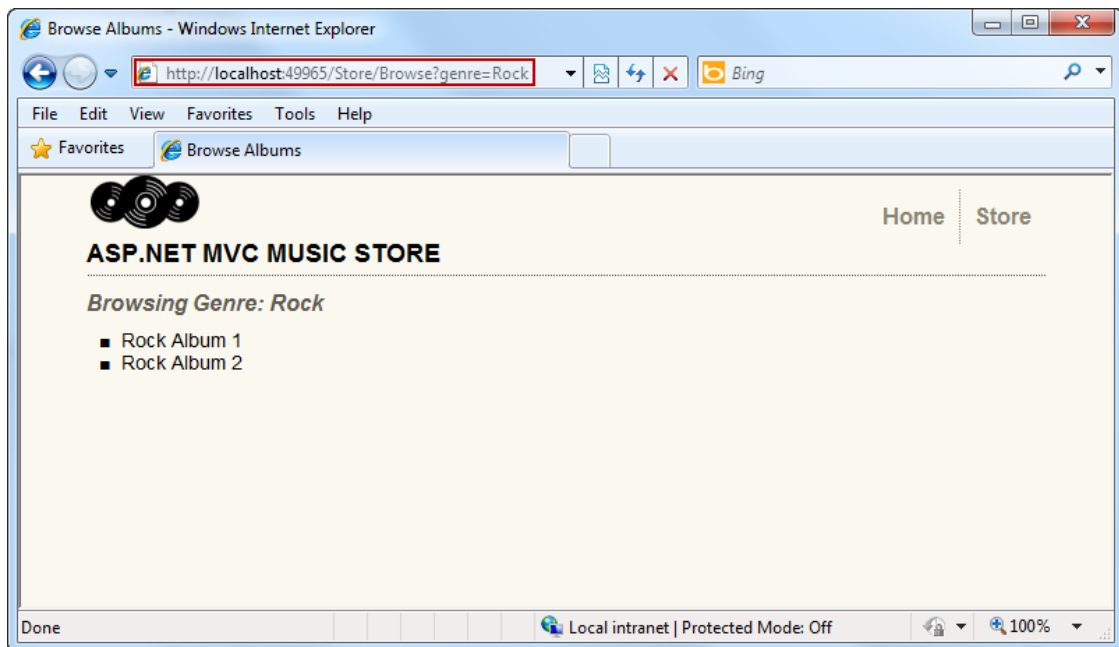 Browse Albums - Windows Internet Explorer
http://localhost:49965/Store/Browse?genre=Rock
Bing
File Edit View Favorites Tools Help
Favorites
Browse Albums
Home
Store
ASP.NET MVC MUSIC STORE
Browsing Genre: Rock
Rock Album 1
Rock Album 2
Done
Local intranet | Protected Mode: Off
100%